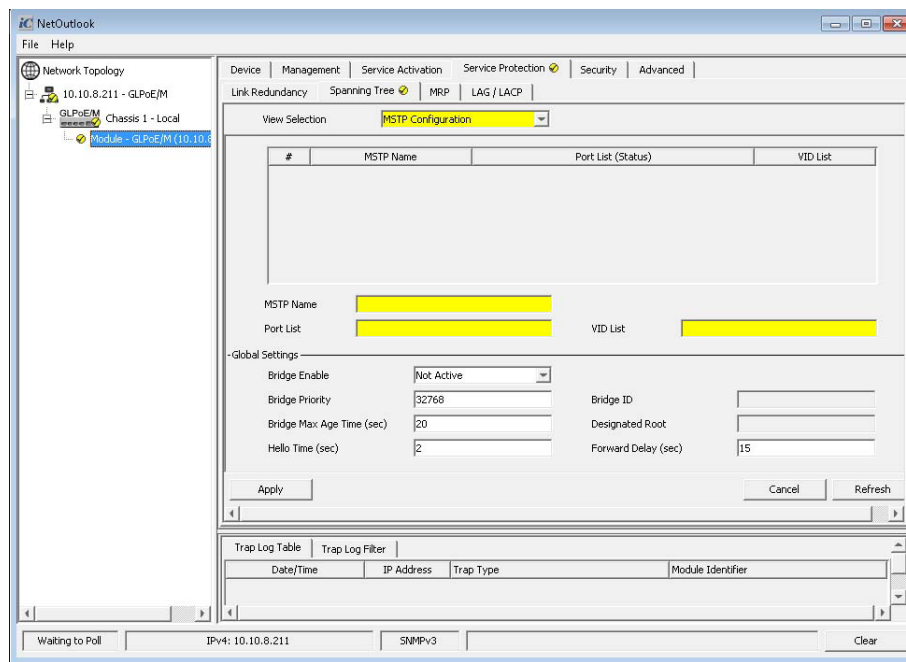 iC NetOutlook
File Help
Network Topology
10.10.8.211 - GLPoE/M
GLPoE/M Chassis 1 - Local
Module - GLPoE/M (10.10.8
Device Management Service Activation Service Protection Security Advanced
Link Redundancy Spanning Tree MRP LAG / LACP
View Selection MSTP Configuration
# MSTP Name Port List (Status) VID List
MSTP Name
Port List VID List
Global Settings
Bridge Enable Not Active
Bridge Priority 32768 Bridge ID
Bridge Max Age Time (sec) 20 Designated Root
Hello Time (sec) 2 Forward Delay (sec) 15
Apply Cancel Refresh
Trap Log Table Trap Log Filter
Date/Time IP Address Trap Type Module Identifier
Waiting to Poll IPv4: 10.10.8.211 SNMPv3 Clear